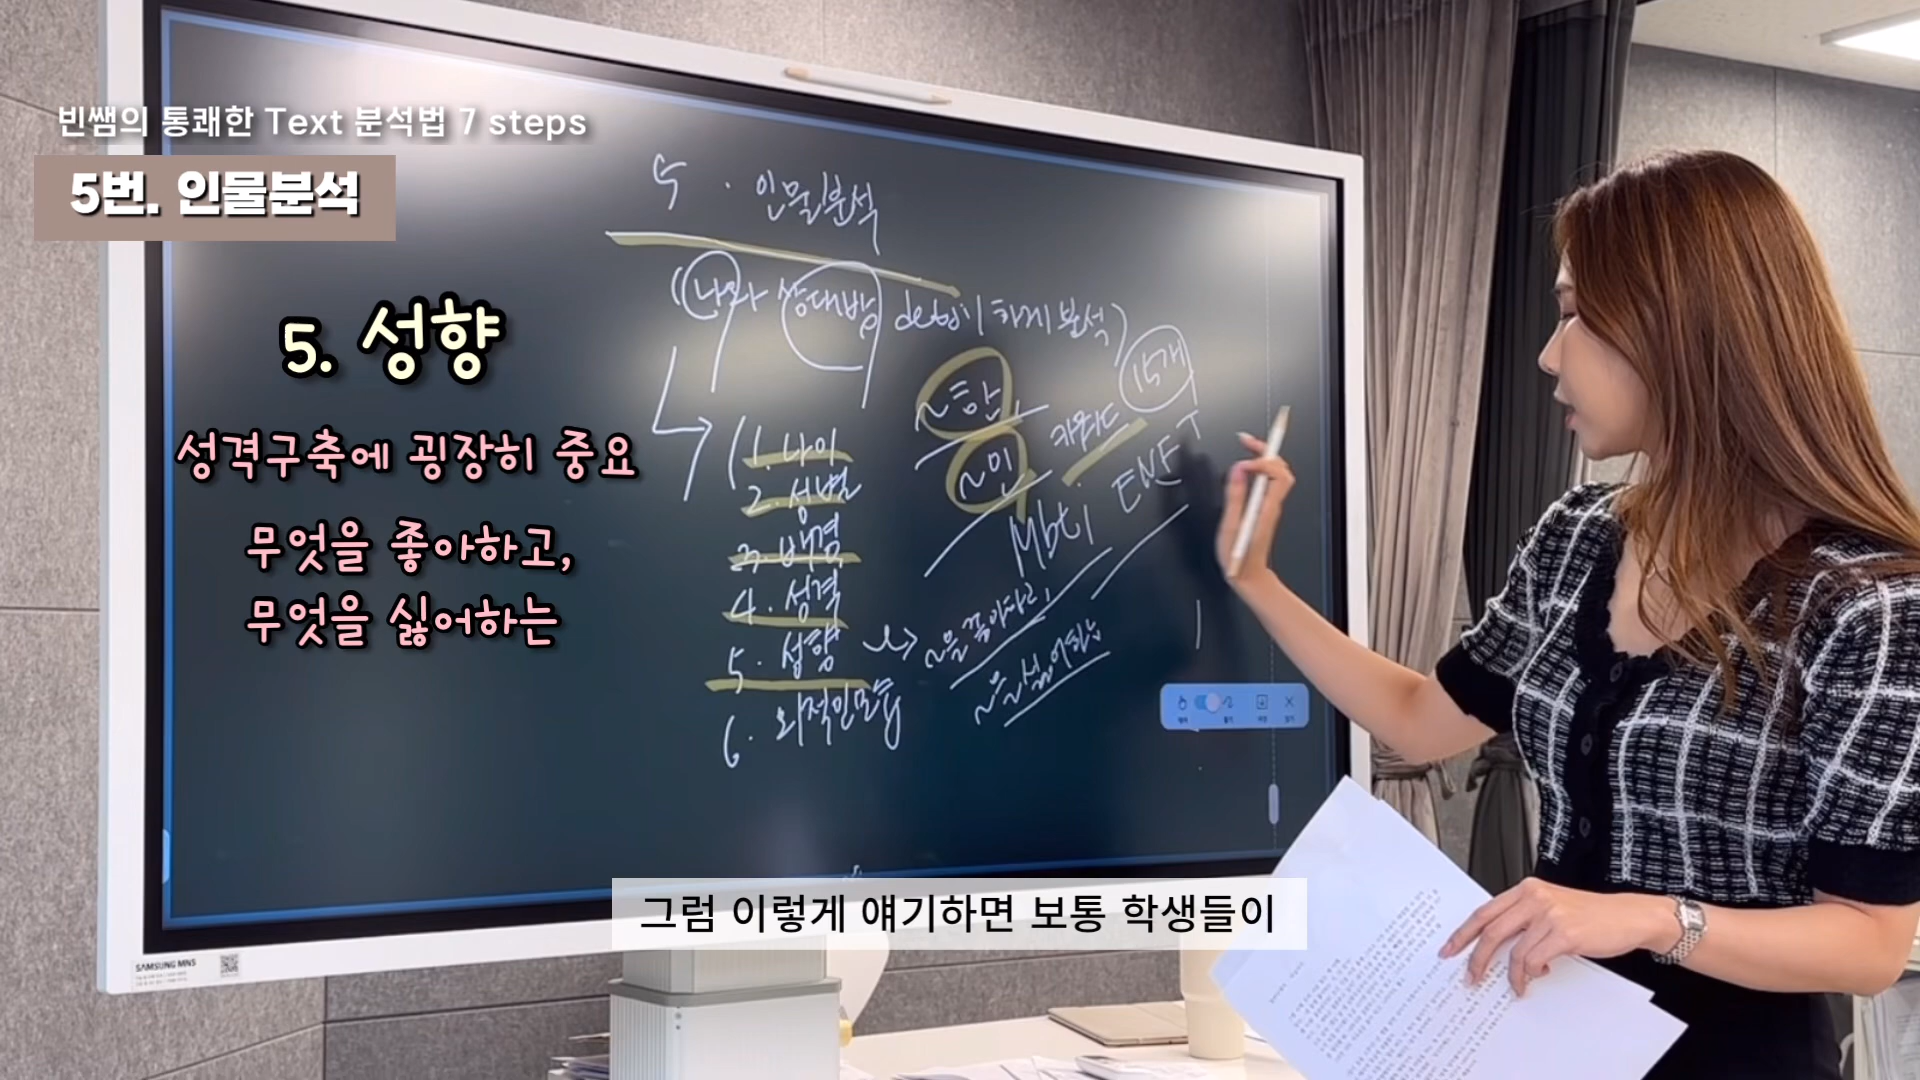 빈쌤의 통쾌한 Text 분석법 7 steps
5번. 인물분석
5. 성향
성격구축에 굉장히 중요
무엇을 좋아하고,
무엇을 싫어하는
5. 인물분석
(나와 상대방 detail 하게 분석)
1. 나이
2. 성별
3. 배경
4. 성격
5. 성향
6. 외적인모습
~한
~인
키워드
15개
Mbti ENFJ
~을 좋아하고,
~을 싫어하는
SAMSUNG MNS
그럼 이렇게 얘기하면 보통 학생들이